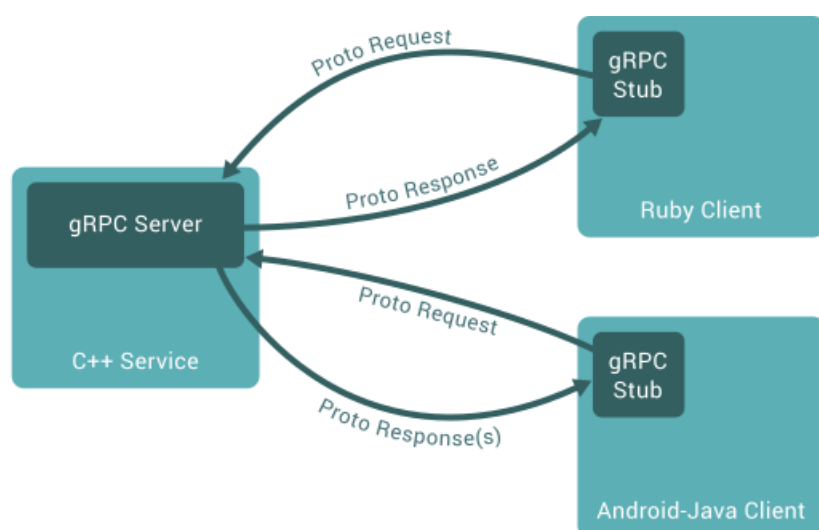 Proto Request
gRPC
Stub
Ruby Client
Proto Response
gRPC Server
C++ Service
Proto Request
gRPC
Stub
Proto Response(s)
Android-Java Client